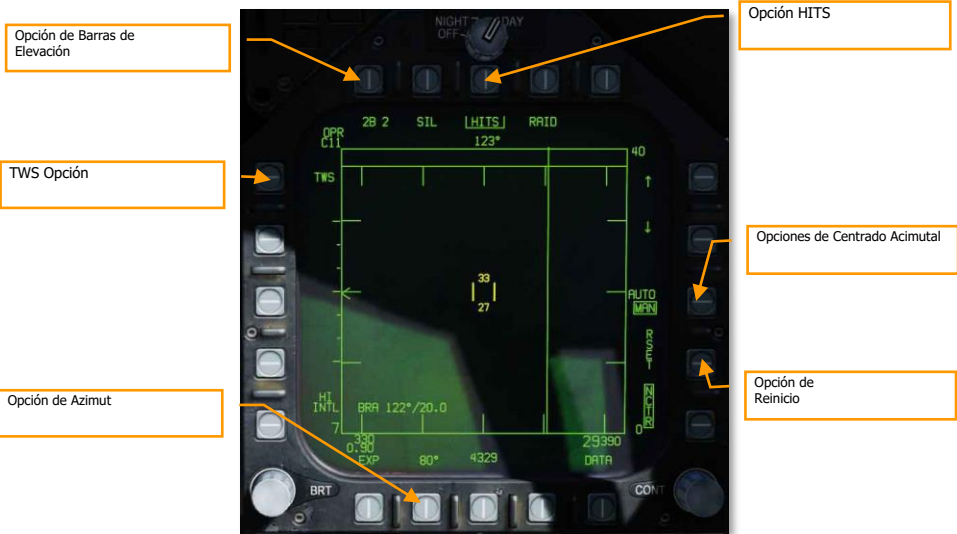 Opción HITS
Opción de Barras de
Elevación
NIGHT DAY
OFF
2B 2 SIL HITS RAID
OPR
C11
123°
40
TWS Opción
TWS
Opciones de Centrado Acimutal
33
27
AUTO
MAN
RSET
Opción de
Reinicio
Opción de Azimut
HI
INTL
BRA 122°/20.0
NCTR
7
0
330
0.90
29390
EXP 80° 4329 DATA
BRT
CONT